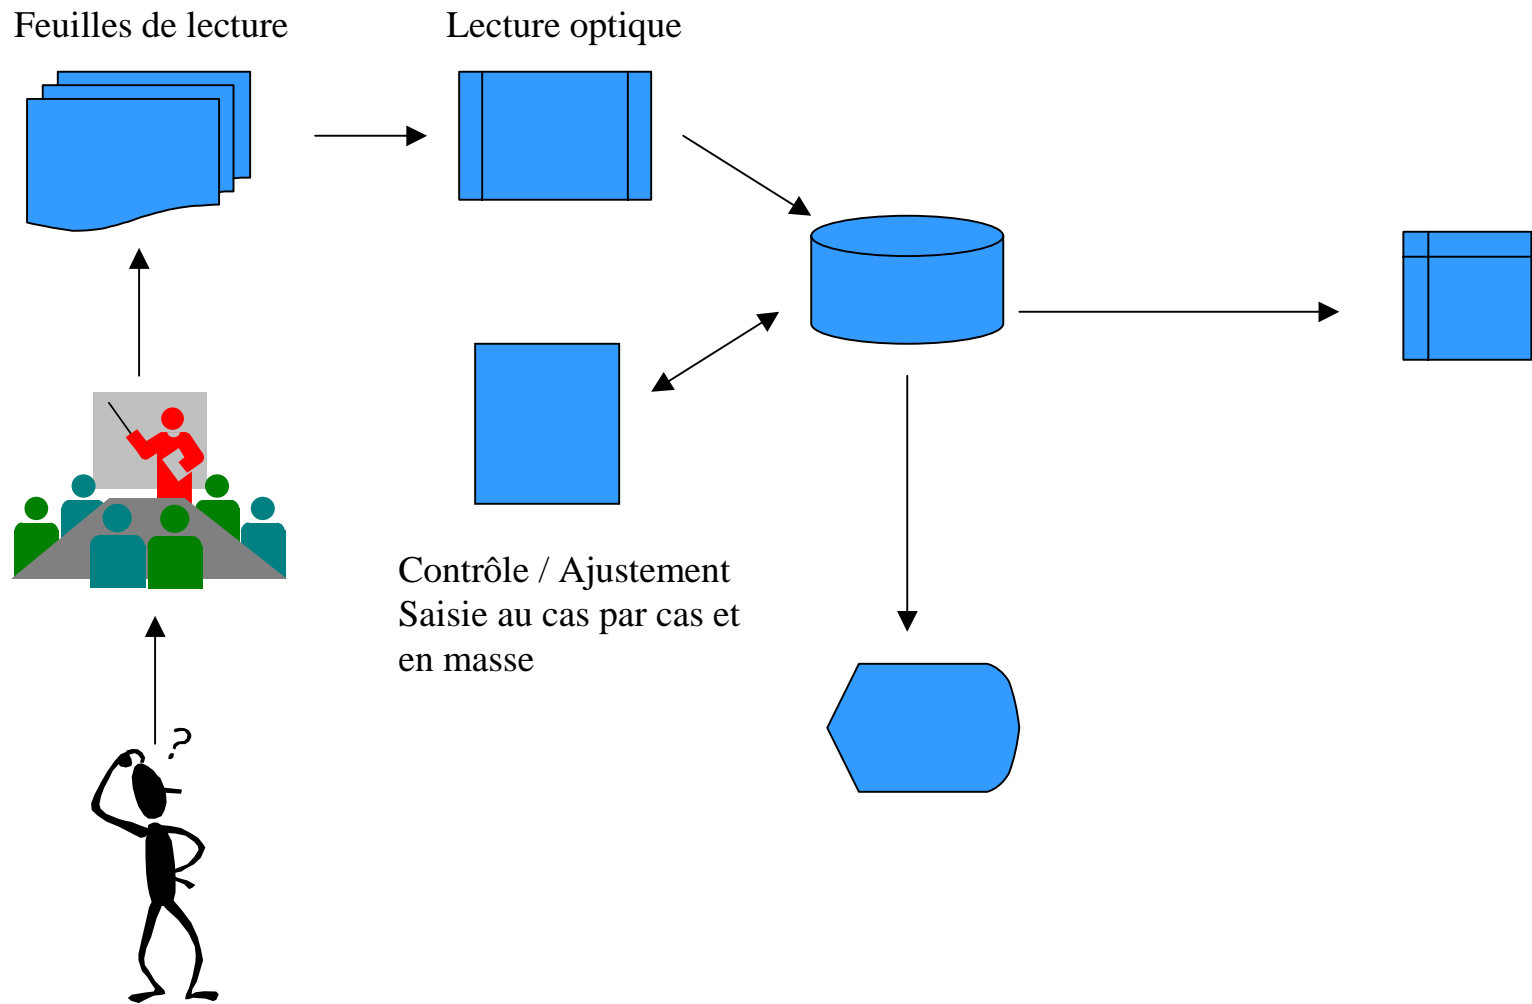 Feuilles de lecture
Lecture optique
Contrôle / Ajustement
Saisie au cas par cas et
en masse
?